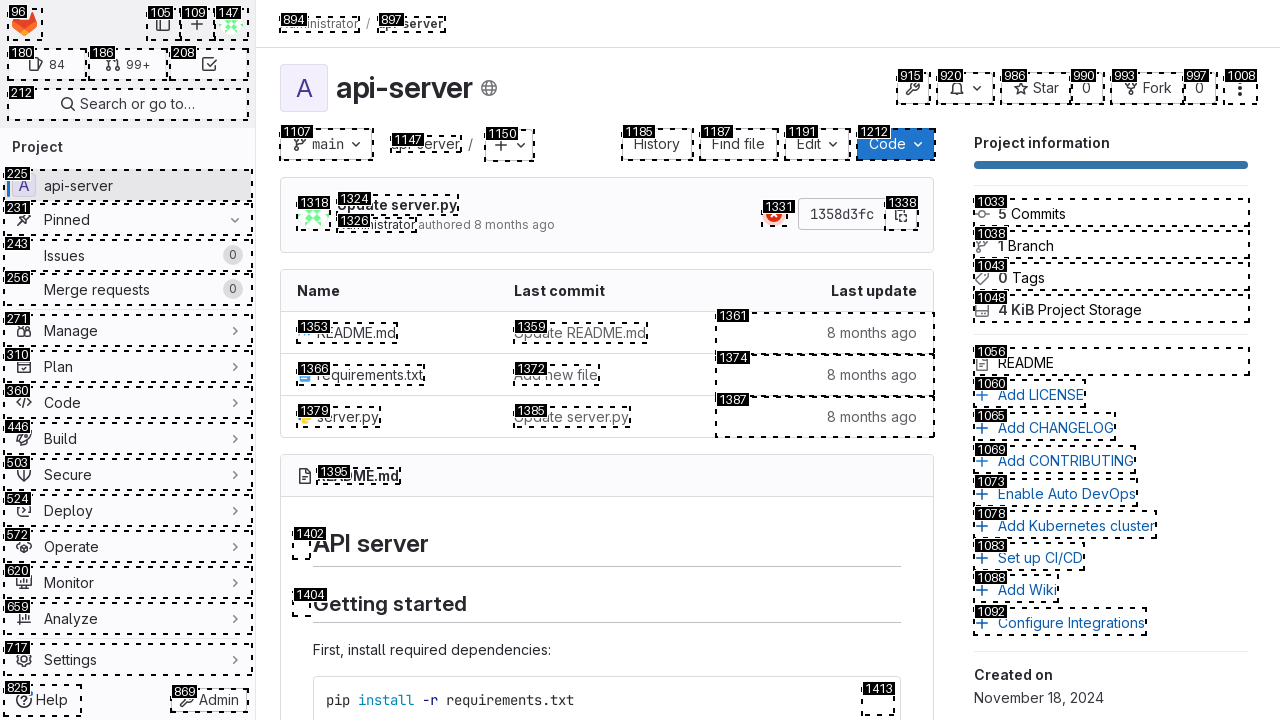 96
105
109
147
180
84
186
99+
208
212
Search or go to…
Project
225
A
api-server
231
Pinned
243
Issues
0
256
Merge requests
0
271
Manage
310
Plan
360
Code
446
Build
503
Secure
524
Deploy
572
Operate
620
Monitor
659
Analyze
717
Settings
825
Help
869
Admin
894
administrator
/
897
api-server
A
api-server
915
920
986
Star
990
0
993
Fork
997
0
1008
1107
main
1147
api-server /
1150
1185
History
1187
Find file
1191
Edit
1212
Code
1318
1324
Update server.py
1326
administrator authored 8 months ago
1331
1358d3fc
1338
Name Last commit Last update
1353
README.md
1359
Update README.md
1361
8 months ago
1366
requirements.txt
1372
Add new file
1374
8 months ago
1379
server.py
1385
Update server.py
1387
8 months ago
1395
README.md
1402
API server
1404
Getting started
First, install required dependencies:
pip install -r requirements.txt
1413
Project information
1033
5 Commits
1038
1 Branch
1043
0 Tags
1048
4 KiB Project Storage
1056
README
1060
Add LICENSE
1065
Add CHANGELOG
1069
Add CONTRIBUTING
1073
Enable Auto DevOps
1078
Add Kubernetes cluster
1083
Set up CI/CD
1088
Add Wiki
1092
Configure Integrations
Created on
November 18, 2024